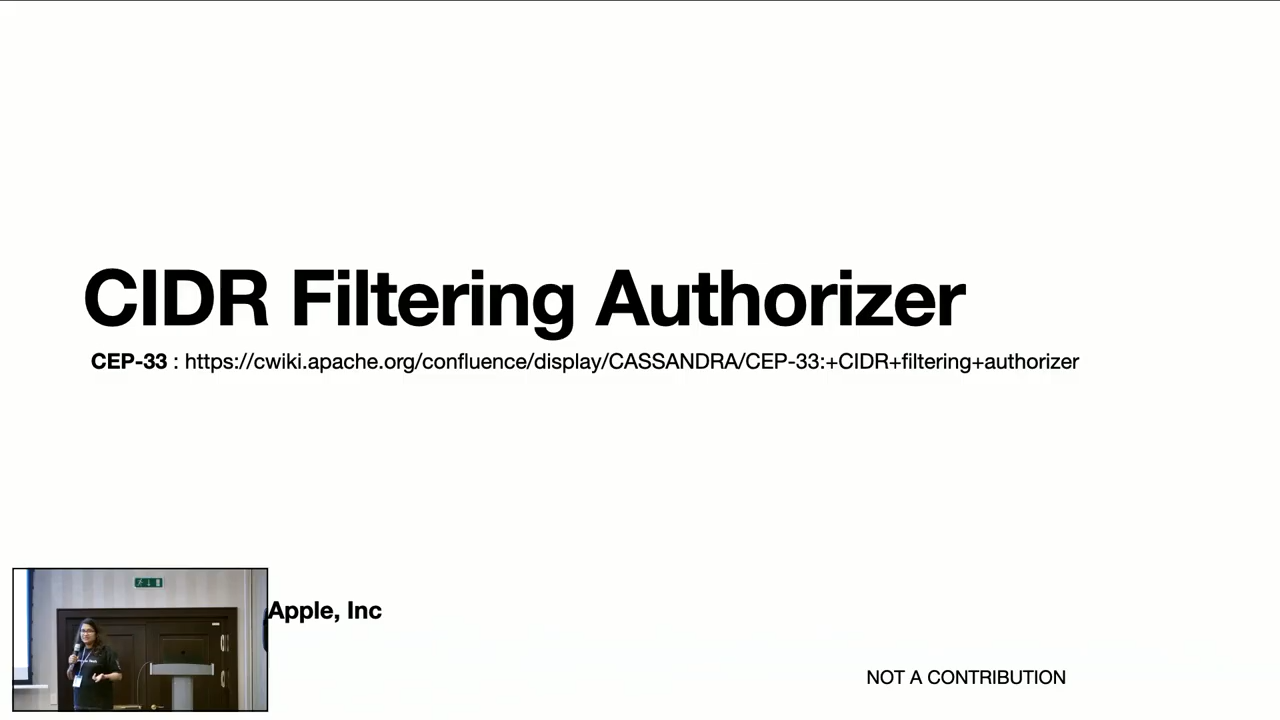 CIDR Filtering Authorizer
CEP-33 : https://cwiki.apache.org/confluence/display/CASSANDRA/CEP-33:+CIDR+filtering+authorizer
Apple, Inc
NOT A CONTRIBUTION